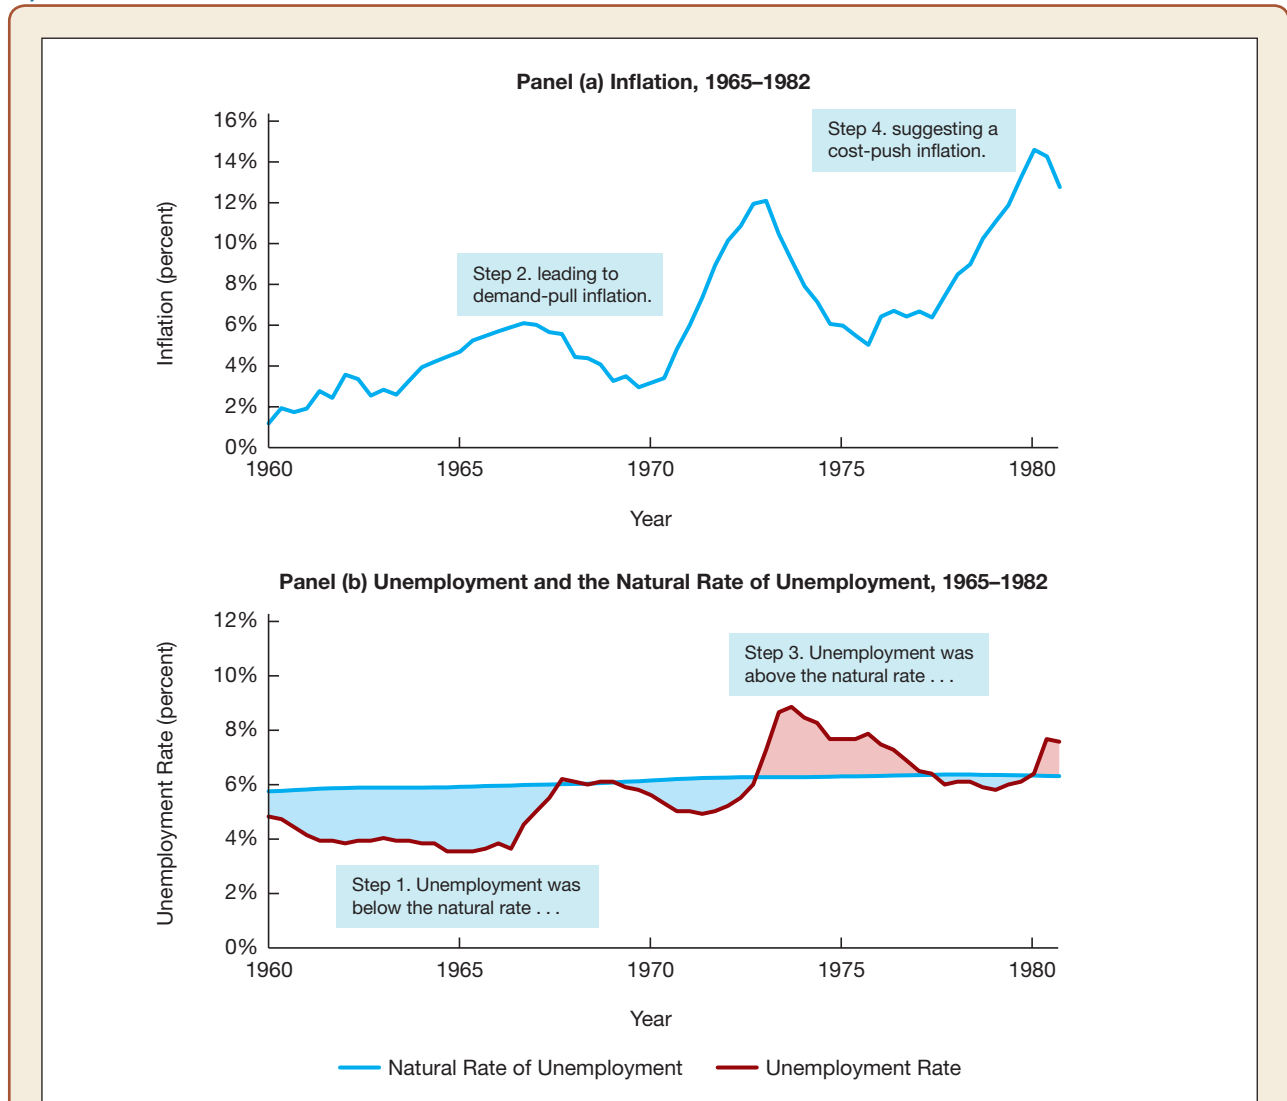 Panel (a) Inflation, 1965–1982
16%
14%
12%
10%
8%
6%
4%
2%
0%
Inflation (percent)
Step 4. suggesting a
cost-push inflation.
Step 2. leading to
demand-pull inflation.
1960
1965
1970
1975
1980
Year
Panel (b) Unemployment and the Natural Rate of Unemployment, 1965–1982
12%
10%
8%
6%
4%
2%
0%
Unemployment Rate (percent)
Step 3. Unemployment was
above the natural rate . . .
Step 1. Unemployment was
below the natural rate . . .
1960
1965
1970
1975
1980
Year
Natural Rate of Unemployment
Unemployment Rate